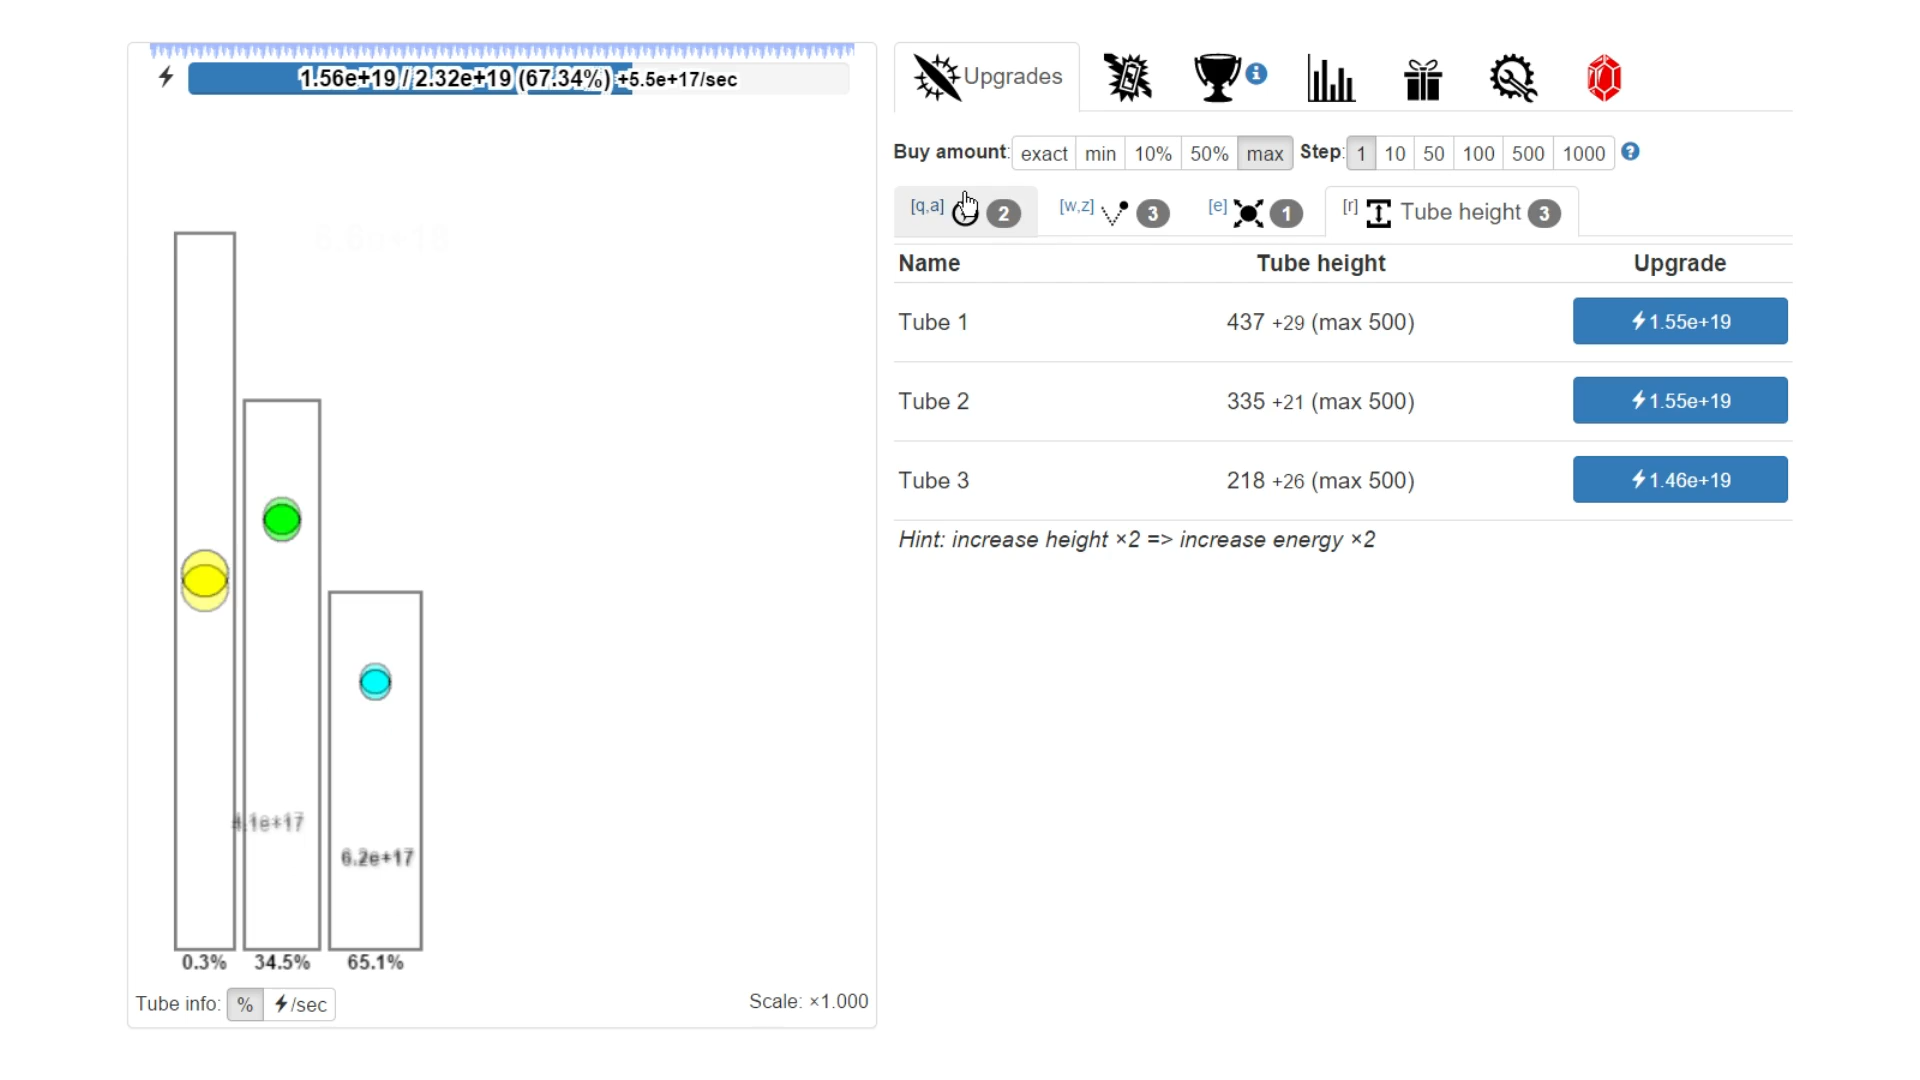 1.56e+19 / 2.32e+19 (67.34%) +5.5e+17/sec
Upgrades
Buy amount: exact min 10% 50% max Step: 1 10 50 100 500 1000
[q,a] 2 [w,z] 3 [e] 1 [r] Tube height 3
Name Tube height Upgrade
Tube 1 437 +29 (max 500) 1.55e+19
Tube 2 335 +21 (max 500) 1.55e+19
Tube 3 218 +26 (max 500) 1.46e+19
Hint: increase height ×2 => increase energy ×2
4.1e+17
6.2e+17
0.3% 34.5% 65.1%
Tube info: % /sec
Scale: ×1.000